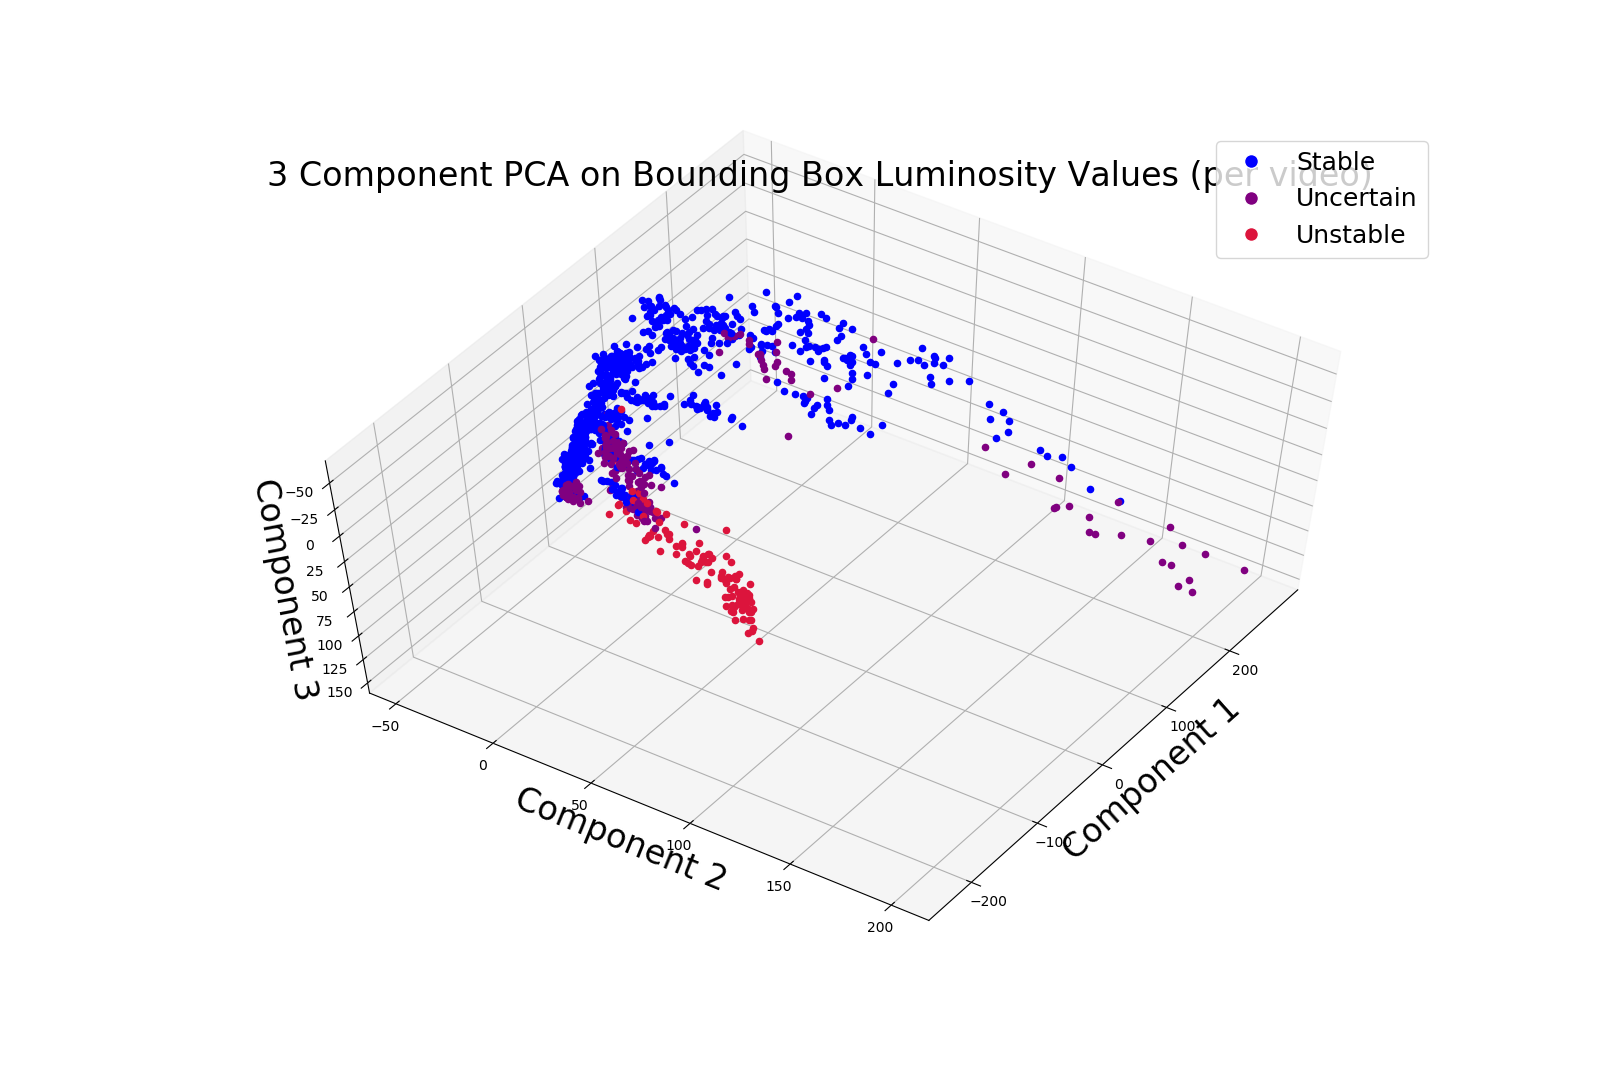 3 Component PCA on Bounding Box Luminosity Values (per video)
Stable
Uncertain
Unstable
Component 3
−50
−25
0
25
50
75
100
125
150
Component 2
−50
0
50
100
150
200
Component 1
−200
−100
0
100
200